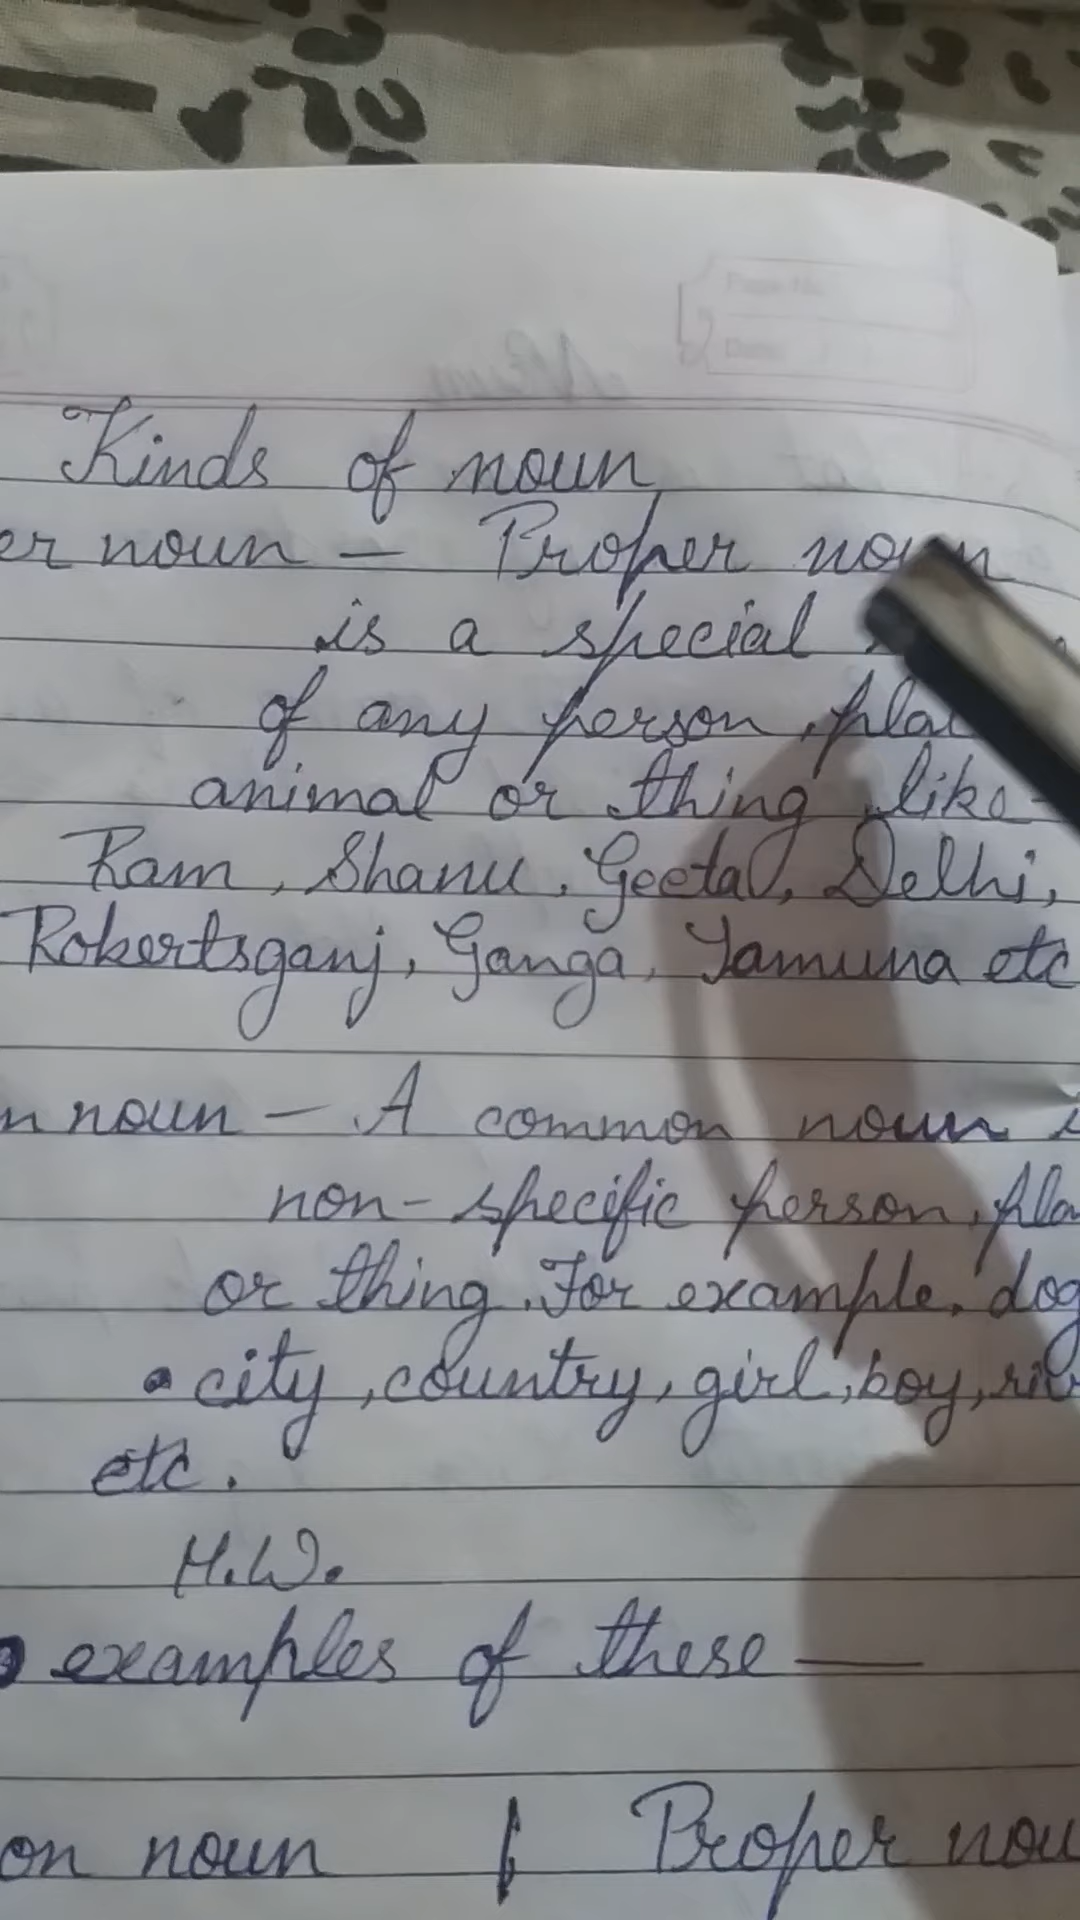 Kinds of noun
er noun — Proper noun
is a special
of any person, pla
animal or thing, like -
Ram, Shanu, Geeta, Delhi,
Robertsganj, Ganga, Yamuna etc
n noun — A common noun i
non-specific person, pla
or thing. For example. dog
city, country, girl, boy, riv
etc.
H.W.
examples of these —
on noun | Proper nou